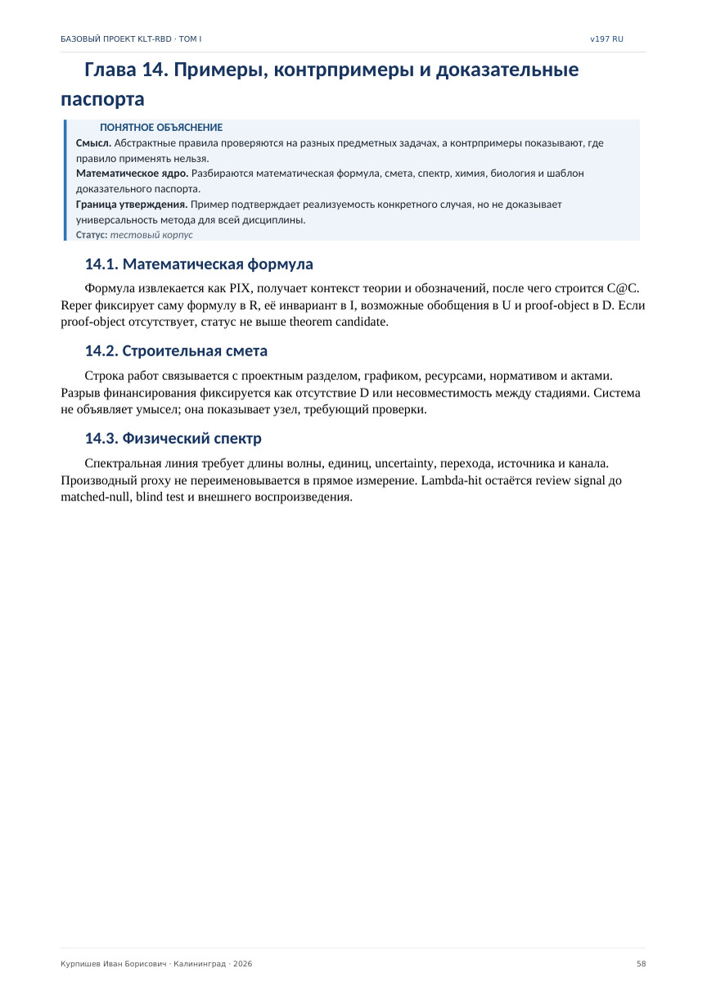 БАЗОВЫЙ ПРОЕКТ KLT-RBD · ТОМ I v197 RU
Глава 14. Примеры, контрпримеры и доказательные
паспорта
ПОНЯТНОЕ ОБЪЯСНЕНИЕ
Смысл. Абстрактные правила проверяются на разных предметных задачах, а контрпримеры показывают, где
правило применять нельзя.
Математическое ядро. Разбираются математическая формула, смета, спектр, химия, биология и шаблон
доказательного паспорта.
Граница утверждения. Пример подтверждает реализуемость конкретного случая, но не доказывает
универсальность метода для всей дисциплины.
Статус: тестовый корпус
14.1. Математическая формула
Формула извлекается как PIX, получает контекст теории и обозначений, после чего строится C@C.
Reper фиксирует саму формулу в R, её инвариант в I, возможные обобщения в U и proof-object в D. Если
proof-object отсутствует, статус не выше theorem candidate.
14.2. Строительная смета
Строка работ связывается с проектным разделом, графиком, ресурсами, нормативом и актами.
Разрыв финансирования фиксируется как отсутствие D или несовместимость между стадиями. Система
не объявляет умысел; она показывает узел, требующий проверки.
14.3. Физический спектр
Спектральная линия требует длины волны, единиц, uncertainty, перехода, источника и канала.
Производный proxy не переименовывается в прямое измерение. Lambda-hit остаётся review signal до
matched-null, blind test и внешнего воспроизведения.
Курпишев Иван Борисович · Калининград · 2026 58